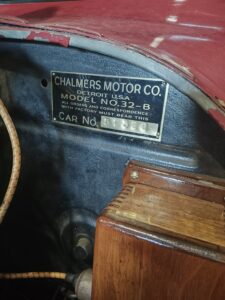 CHALMERS MOTOR CO.
DETROIT U.S.A.
MODEL NO. 32-B
ALL ORDERS AND CORRESPONDENCE
WITH FACTORY MUST BEAR THIS
CAR No.